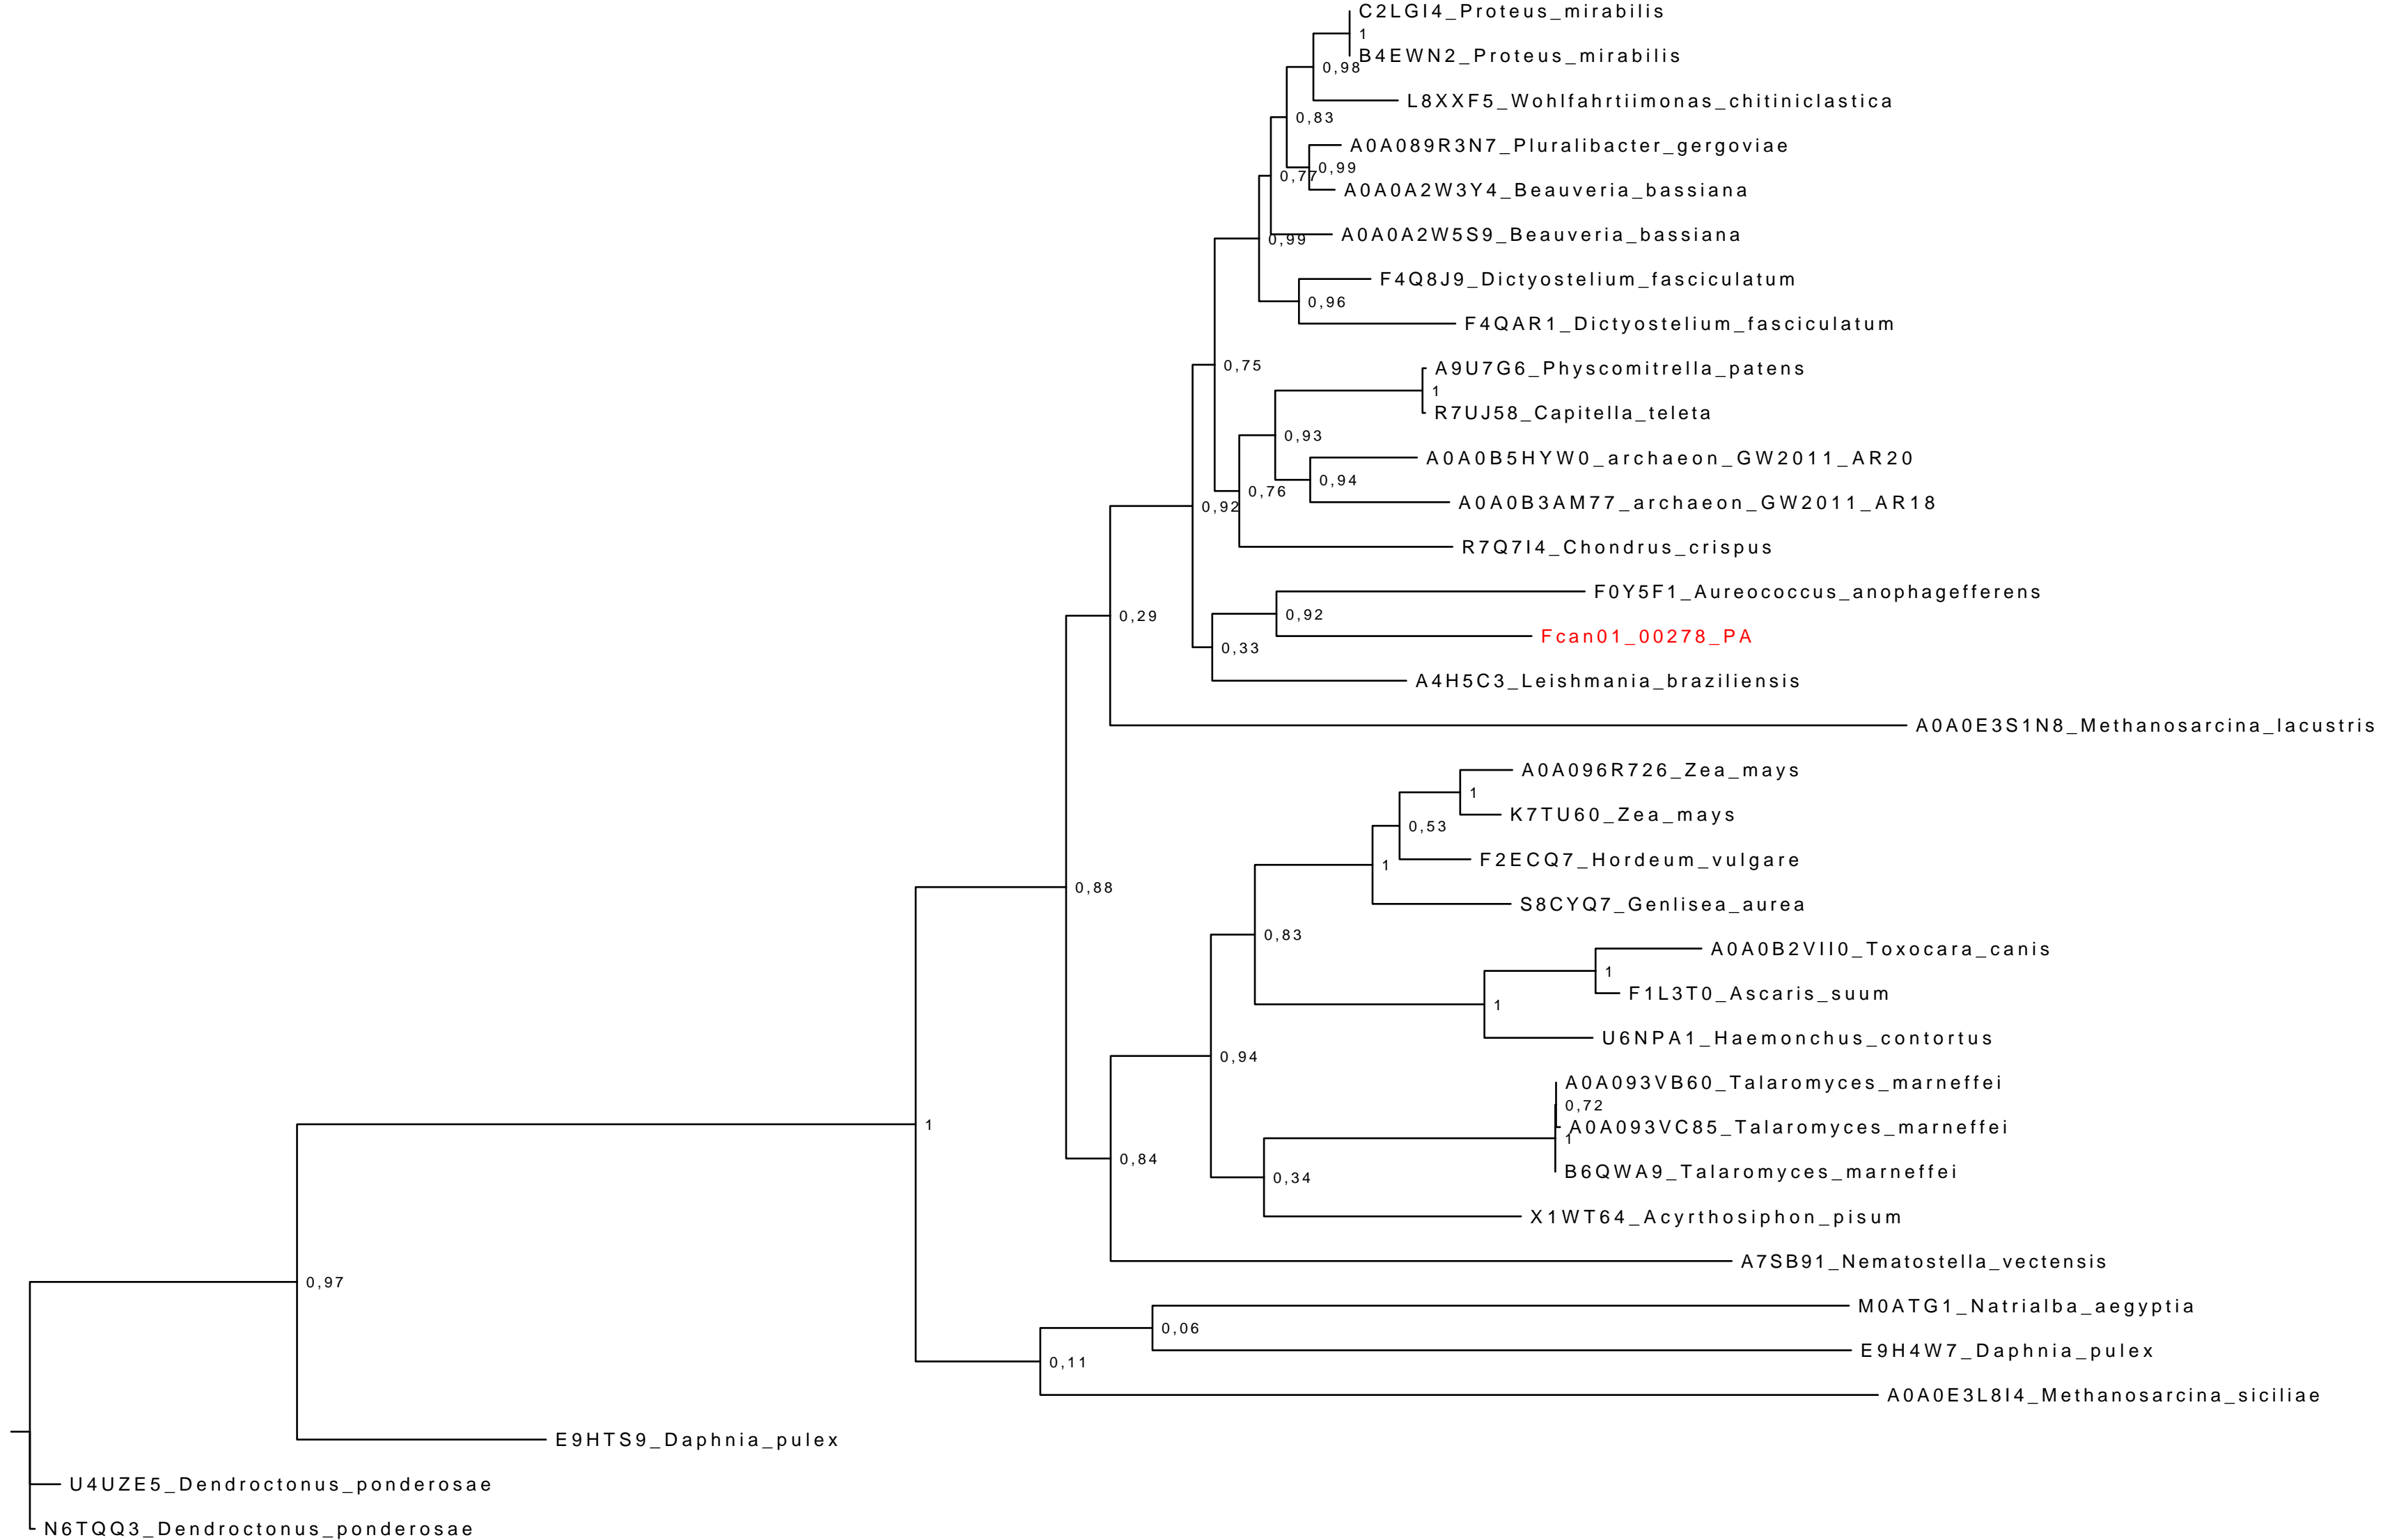 C2LGI4_Proteus_mirabilis
1
B4EWN2_Proteus_mirabilis
0,98
L8XXF5_Wohlfahrtiimonas_chitiniclastica
0,83
A0A089R3N7_Pluralibacter_gergoviae
0,99
0,77
A0A0A2W3Y4_Beauveria_bassiana
A0A0A2W5S9_Beauveria_bassiana
0,99
F4Q8J9_Dictyostelium_fasciculatum
0,96
F4QAR1_Dictyostelium_fasciculatum
0,75
A9U7G6_Physcomitrella_patens
1
R7UJ58_Capitella_teleta
0,93
A0A0B5HYW0_archaeon_GW2011_AR20
0,94
0,76
A0A0B3AM77_archaeon_GW2011_AR18
0,92
R7Q7I4_Chondrus_crispus
F0Y5F1_Aureococcus_anophagefferens
0,29
0,92
Fcan01_00278_PA
0,33
A4H5C3_Leishmania_braziliensis
A0A0E3S1N8_Methanosarcina_lacustris
A0A096R726_Zea_mays
1
K7TU60_Zea_mays
0,53
F2ECQ7_Hordeum_vulgare
1
0,88
S8CYQ7_Genlisea_aurea
0,83
A0A0B2VII0_Toxocara_canis
1
F1L3T0_Ascaris_suum
1
U6NPA1_Haemonchus_contortus
0,94
A0A093VB60_Talaromyces_marneffei
0,72
1
A0A093VC85_Talaromyces_marneffei
1
0,84
B6QWA9_Talaromyces_marneffei
0,34
X1WT64_Acyrthosiphon_pisum
A7SB91_Nematostella_vectensis
0,97
M0ATG1_Natrialba_aegyptia
0,06
E9H4W7_Daphnia_pulex
0,11
A0A0E3L8I4_Methanosarcina_siciliae
E9HTS9_Daphnia_pulex
U4UZE5_Dendroctonus_ponderosae
N6TQQ3_Dendroctonus_ponderosae